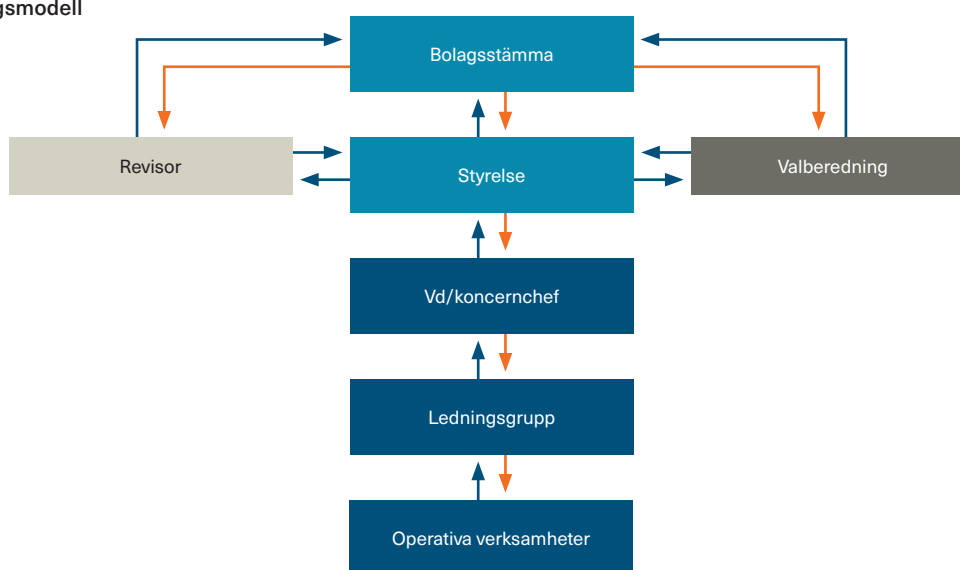 gsmodell
Bolagsstämma
Revisor
Styrelse
Valberedning
Vd/koncernchef
Ledningsgrupp
Operativa verksamheter